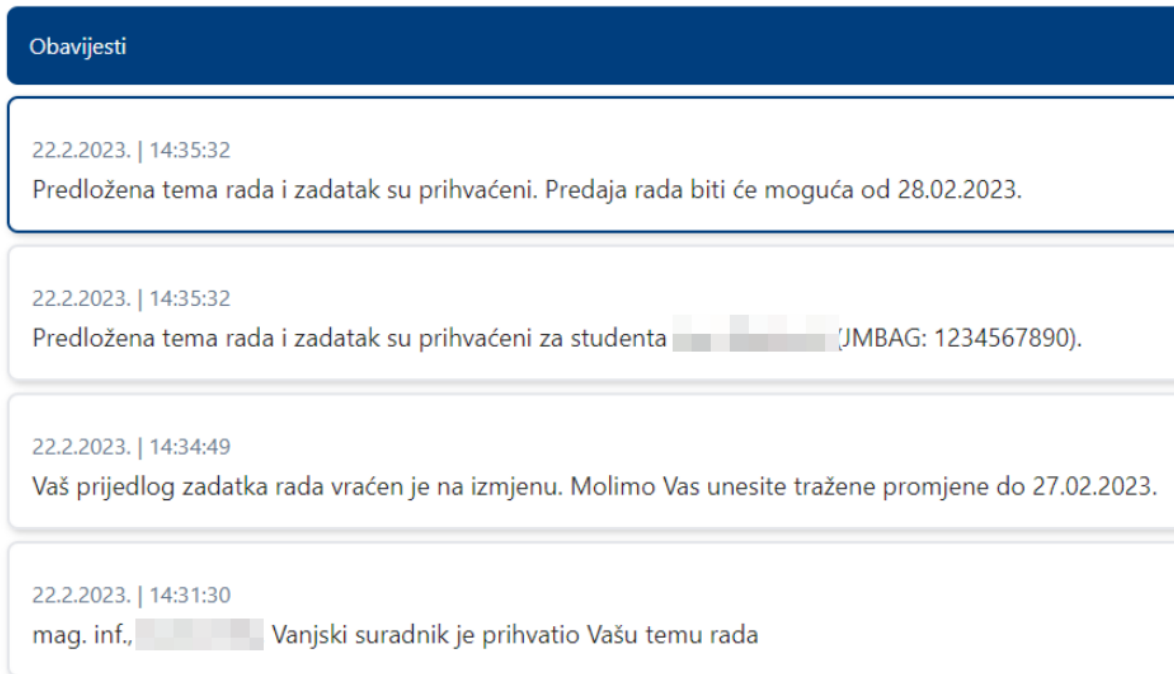 Obavijesti
22.2.2023. | 14:35:32
Predložena tema rada i zadatak su prihvaćeni. Predaja rada biti će moguća od 28.02.2023.
22.2.2023. | 14:35:32
Predložena tema rada i zadatak su prihvaćeni za studenta (JMBAG: 1234567890).
22.2.2023. | 14:34:49
Vaš prijedlog zadatka rada vraćen je na izmjenu. Molimo Vas unesite tražene promjene do 27.02.2023.
22.2.2023. | 14:31:30
mag. inf., Vanjski suradnik je prihvatio Vašu temu rada